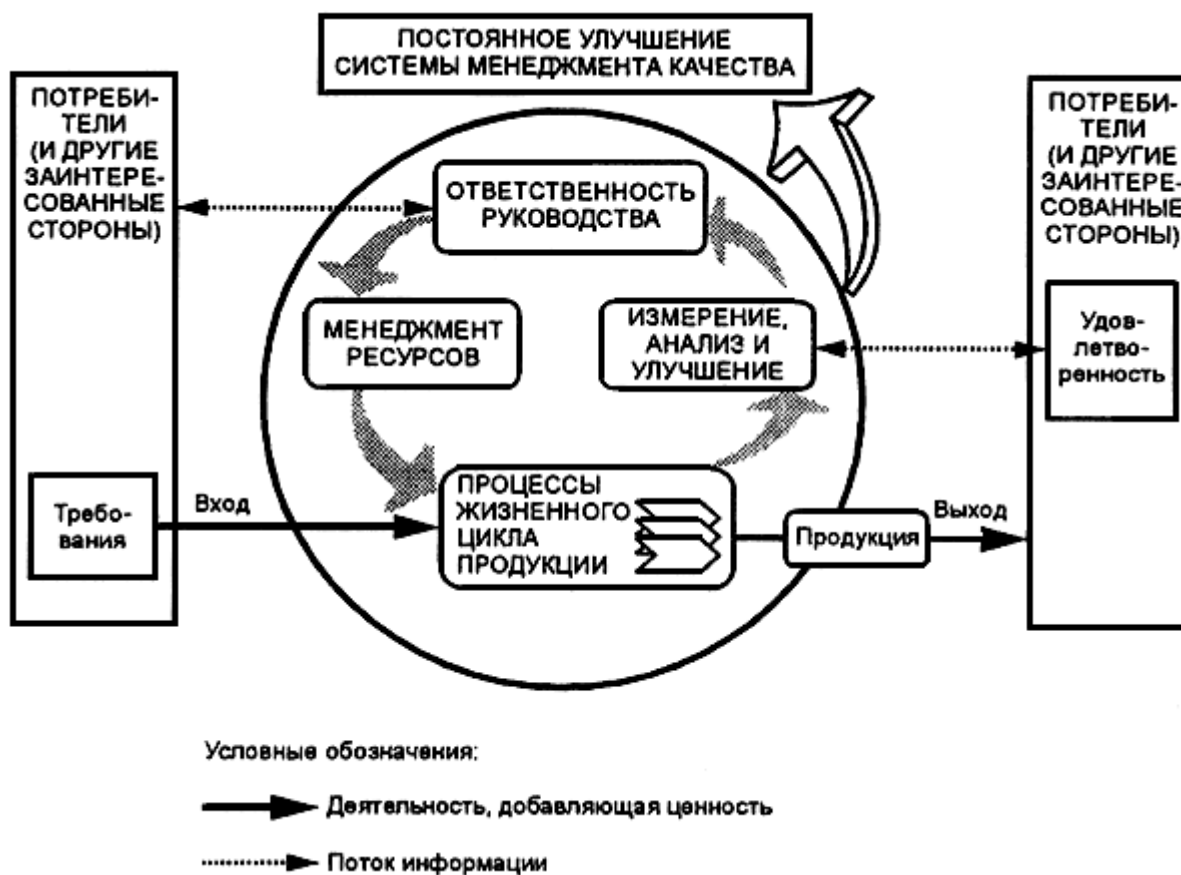 ПОСТОЯННОЕ УЛУЧШЕНИЕ
СИСТЕМЫ МЕНЕДЖМЕНТА КАЧЕСТВА
ПОТРЕБИ-
ТЕЛИ
(И ДРУГИЕ
ЗАИНТЕРЕ-
СОВАННЫЕ
СТОРОНЫ)
Требо-
вания
Вход
ОТВЕТСТВЕННОСТЬ
РУКОВОДСТВА
МЕНЕДЖМЕНТ
РЕСУРСОВ
ИЗМЕРЕНИЕ,
АНАЛИЗ И
УЛУЧШЕНИЕ
ПРОЦЕССЫ
ЖИЗНЕННОГО
ЦИКЛА
ПРОДУКЦИИ
Продукция
Выход
ПОТРЕБИ-
ТЕЛИ
(И ДРУГИЕ
ЗАИНТЕРЕ-
СОВАННЫЕ
СТОРОНЫ)
Удов-
летво-
ренность
Условные обозначения:
Деятельность, добавляющая ценность
Поток информации